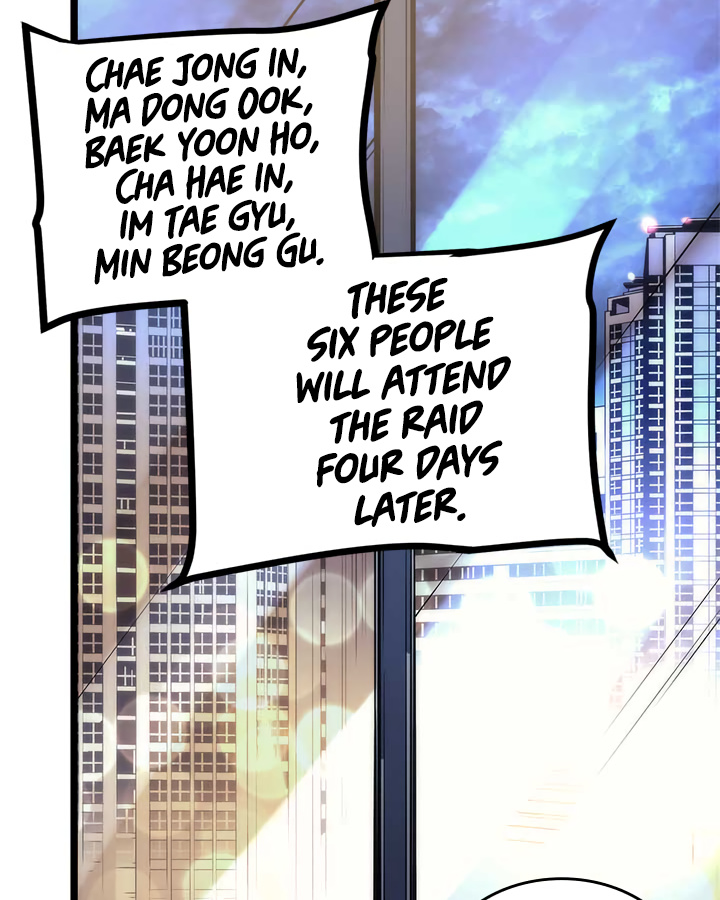 CHAE JONG IN,
MA DONG OOK,
BAEK YOON HO,
CHA HAE IN,
IM TAE GYU,
MIN BEONG GU.
THESE
SIX PEOPLE
WILL ATTEND
THE RAID
FOUR DAYS
LATER.